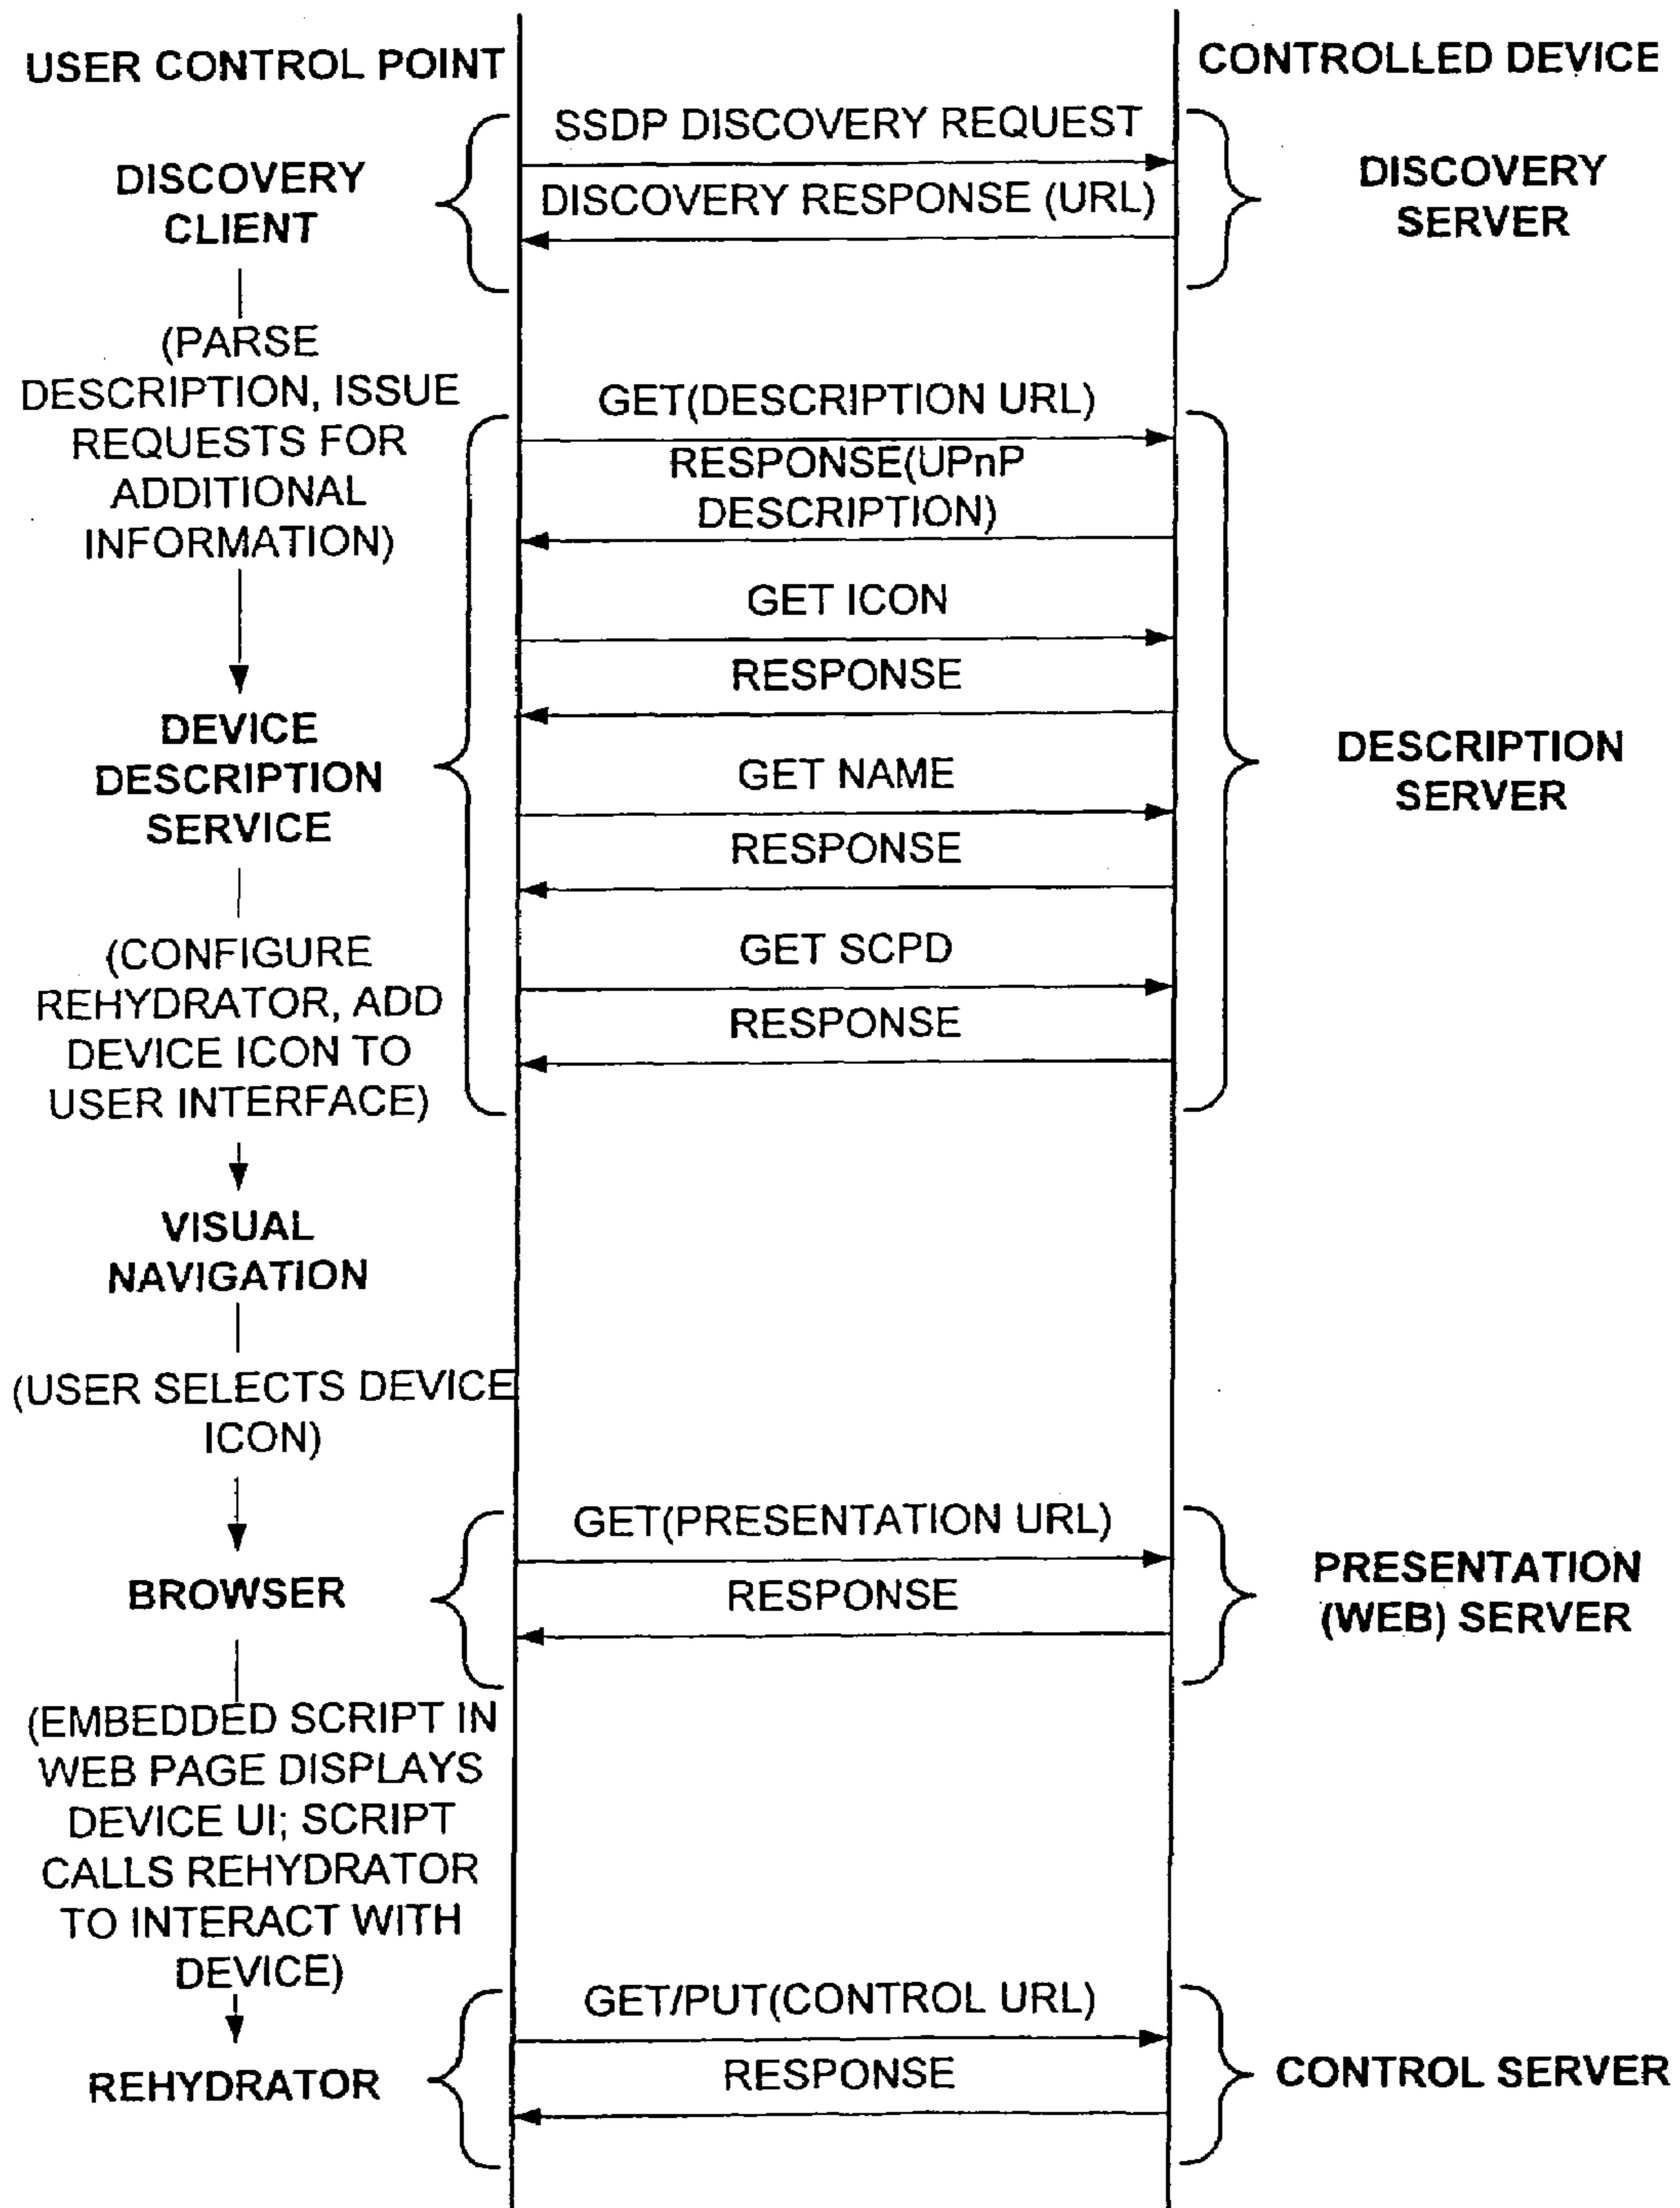 USER CONTROL POINT
CONTROLLED DEVICE
SSDP DISCOVERY REQUEST
DISCOVERY
CLIENT
DISCOVERY RESPONSE (URL)
DISCOVERY
SERVER
(PARSE
DESCRIPTION, ISSUE
REQUESTS FOR
ADDITIONAL
INFORMATION)
GET(DESCRIPTION URL)
RESPONSE(UPnP
DESCRIPTION)
GET ICON
RESPONSE
DEVICE
DESCRIPTION
SERVICE
GET NAME
RESPONSE
DESCRIPTION
SERVER
(CONFIGURE
REHYDRATOR, ADD
DEVICE ICON TO
USER INTERFACE)
GET SCPD
RESPONSE
VISUAL
NAVIGATION
(USER SELECTS DEVICE
ICON)
GET(PRESENTATION URL)
BROWSER
RESPONSE
PRESENTATION
(WEB) SERVER
(EMBEDDED SCRIPT IN
WEB PAGE DISPLAYS
DEVICE UI; SCRIPT
CALLS REHYDRATOR
TO INTERACT WITH
DEVICE)
GET/PUT(CONTROL URL)
REHYDRATOR
RESPONSE
CONTROL SERVER